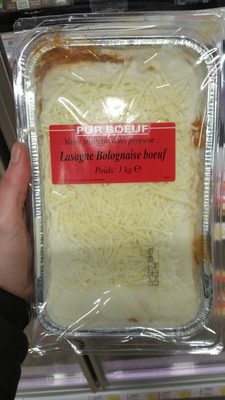 PUR BOEUF
Votre traiteur vous propose :
Lasagne Bolognaise boeuf
Poids: 1 kg ℮